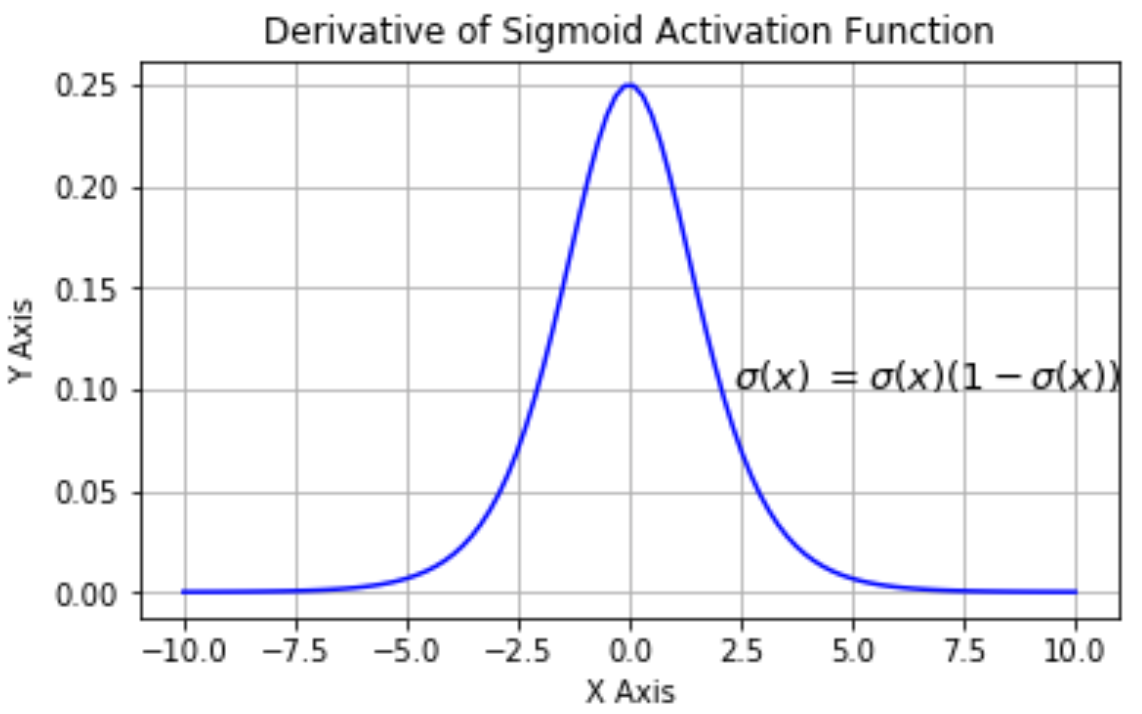 Derivative of Sigmoid Activation Function
0.25
0.20
0.15
0.10
0.05
0.00
Y Axis
σ(x) = σ(x)(1 − σ(x))
−10.0 −7.5 −5.0 −2.5 0.0 2.5 5.0 7.5 10.0
X Axis